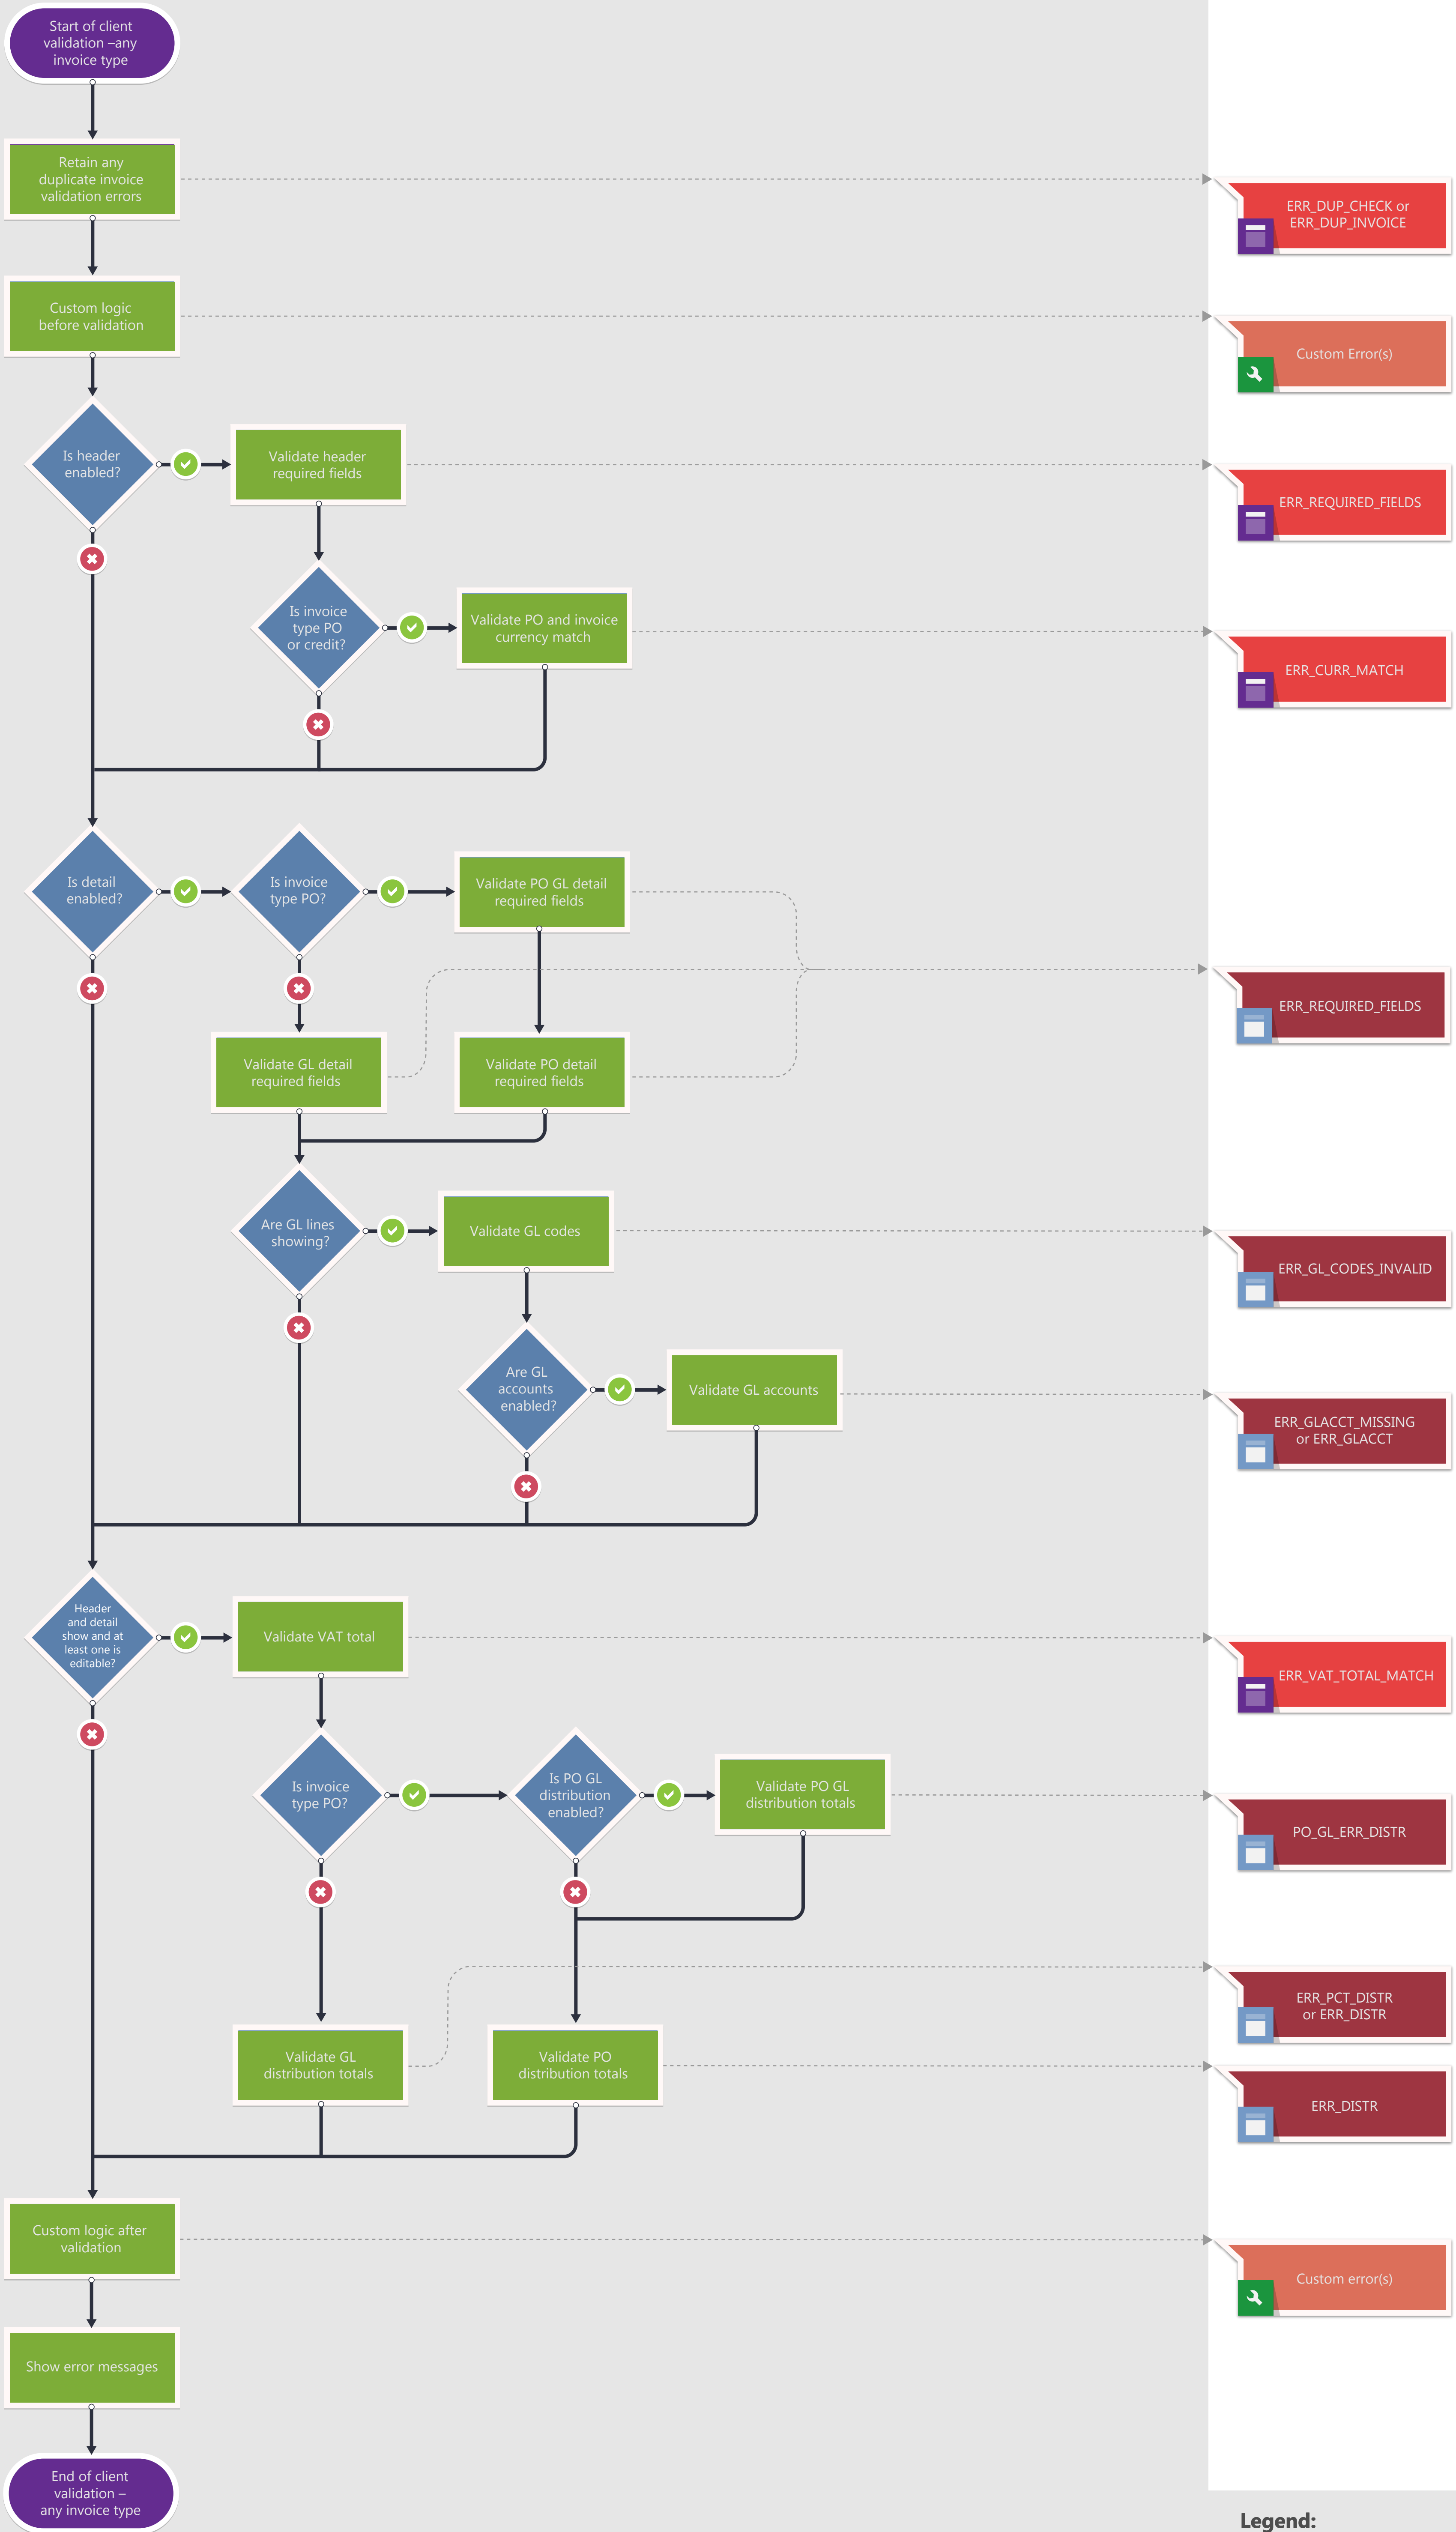 Start of client
validation –any
invoice type
Retain any
duplicate invoice
validation errors
ERR_DUP_CHECK or
ERR_DUP_INVOICE
Custom logic
before validation
Custom Error(s)
Is header
enabled?
Validate header
required fields
ERR_REQUIRED_FIELDS
Is invoice
type PO
or credit?
Validate PO and invoice
currency match
ERR_CURR_MATCH
Is detail
enabled?
Is invoice
type PO?
Validate PO GL detail
required fields
ERR_REQUIRED_FIELDS
Validate GL detail
required fields
Validate PO detail
required fields
Are GL lines
showing?
Validate GL codes
ERR_GL_CODES_INVALID
Are GL
accounts
enabled?
Validate GL accounts
ERR_GLACCT_MISSING
or ERR_GLACCT
Header
and detail
show and at
least one is
editable?
Validate VAT total
ERR_VAT_TOTAL_MATCH
Is invoice
type PO?
Is PO GL
distribution
enabled?
Validate PO GL
distribution totals
PO_GL_ERR_DISTR
ERR_PCT_DISTR
or ERR_DISTR
Validate GL
distribution totals
Validate PO
distribution totals
ERR_DISTR
Custom logic after
validation
Custom error(s)
Show error messages
End of client
validation –
any invoice type
Legend: